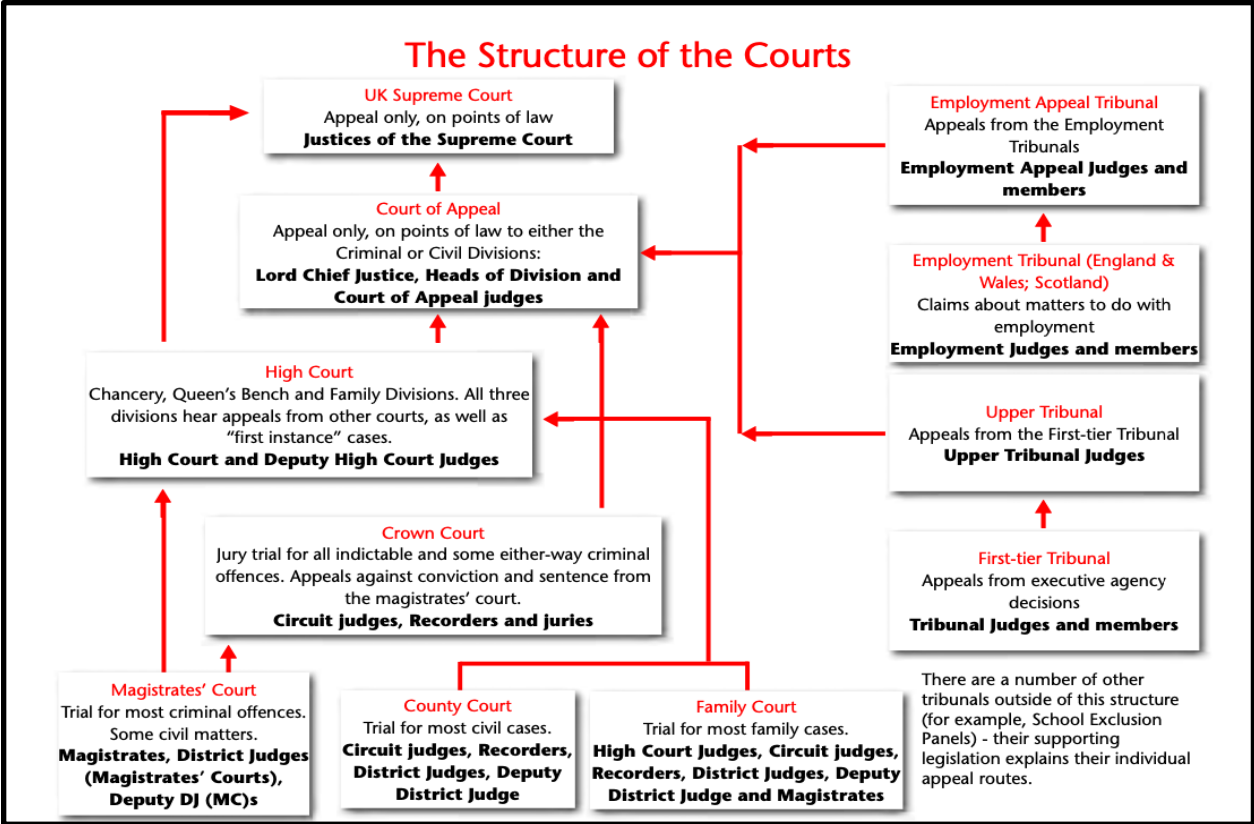 The Structure of the Courts
UK Supreme Court
Appeal only, on points of law
Justices of the Supreme Court
Court of Appeal
Appeal only, on points of law to either the
Criminal or Civil Divisions:
Lord Chief Justice, Heads of Division and
Court of Appeal judges
High Court
Chancery, Queen’s Bench and Family Divisions. All three
divisions hear appeals from other courts, as well as
“first instance” cases.
High Court and Deputy High Court Judges
Crown Court
Jury trial for all indictable and some either-way criminal
offences. Appeals against conviction and sentence from
the magistrates’ court.
Circuit judges, Recorders and juries
Magistrates’ Court
Trial for most criminal offences.
Some civil matters.
Magistrates, District Judges
(Magistrates’ Courts),
Deputy DJ (MC)s
County Court
Trial for most civil cases.
Circuit judges, Recorders,
District Judges, Deputy
District Judge
Family Court
Trial for most family cases.
High Court Judges, Circuit judges,
Recorders, District Judges, Deputy
District Judge and Magistrates
Employment Appeal Tribunal
Appeals from the Employment
Tribunals
Employment Appeal Judges and
members
Employment Tribunal (England &
Wales; Scotland)
Claims about matters to do with
employment
Employment Judges and members
Upper Tribunal
Appeals from the First-tier Tribunal
Upper Tribunal Judges
First-tier Tribunal
Appeals from executive agency
decisions
Tribunal Judges and members
There are a number of other
tribunals outside of this structure
(for example, School Exclusion
Panels) - their supporting
legislation explains their individual
appeal routes.